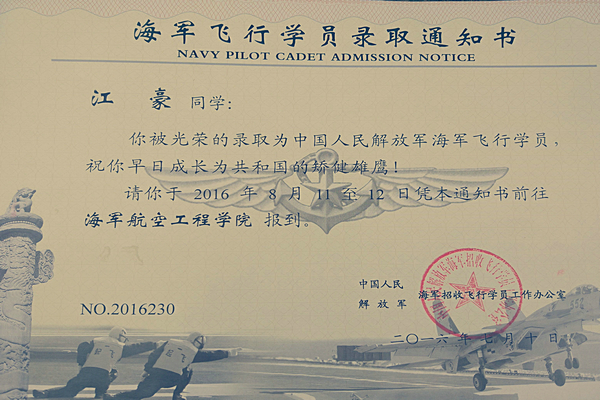 海军飞行学员录取通知书
NAVY PILOT CADET ADMISSION NOTICE
江 豪 同学:
你被光荣的录取为中国人民解放军海军飞行学员,
祝你早日成长为共和国的矫健雄鹰!
请你于 2016 年 8 月 11 至 12 日凭本通知书前往
海军航空工程学院 报到。
中国人民
解放军 海军招收飞行学员工作办公室
NO.2016230
二〇一六 年 七 月 十 日